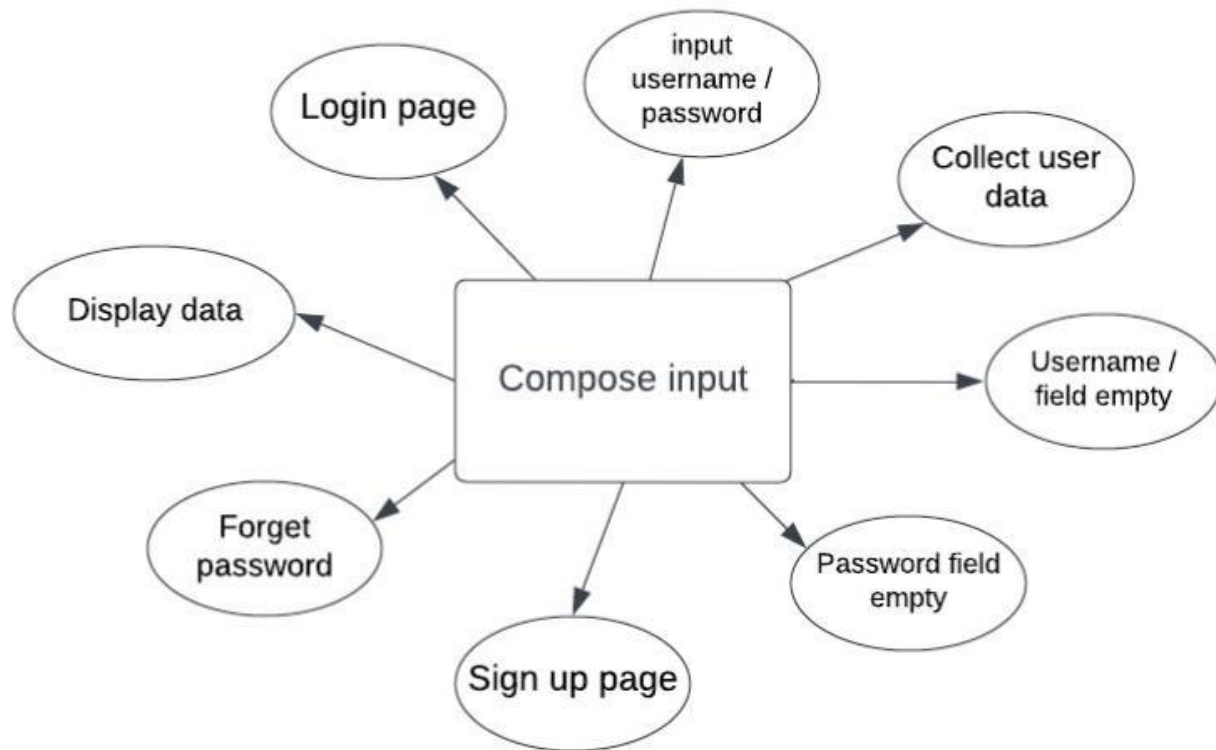 input
username /
password
Login page
Collect user
data
Display data
Compose input
Username /
field empty
Forget
password
Password field
empty
Sign up page